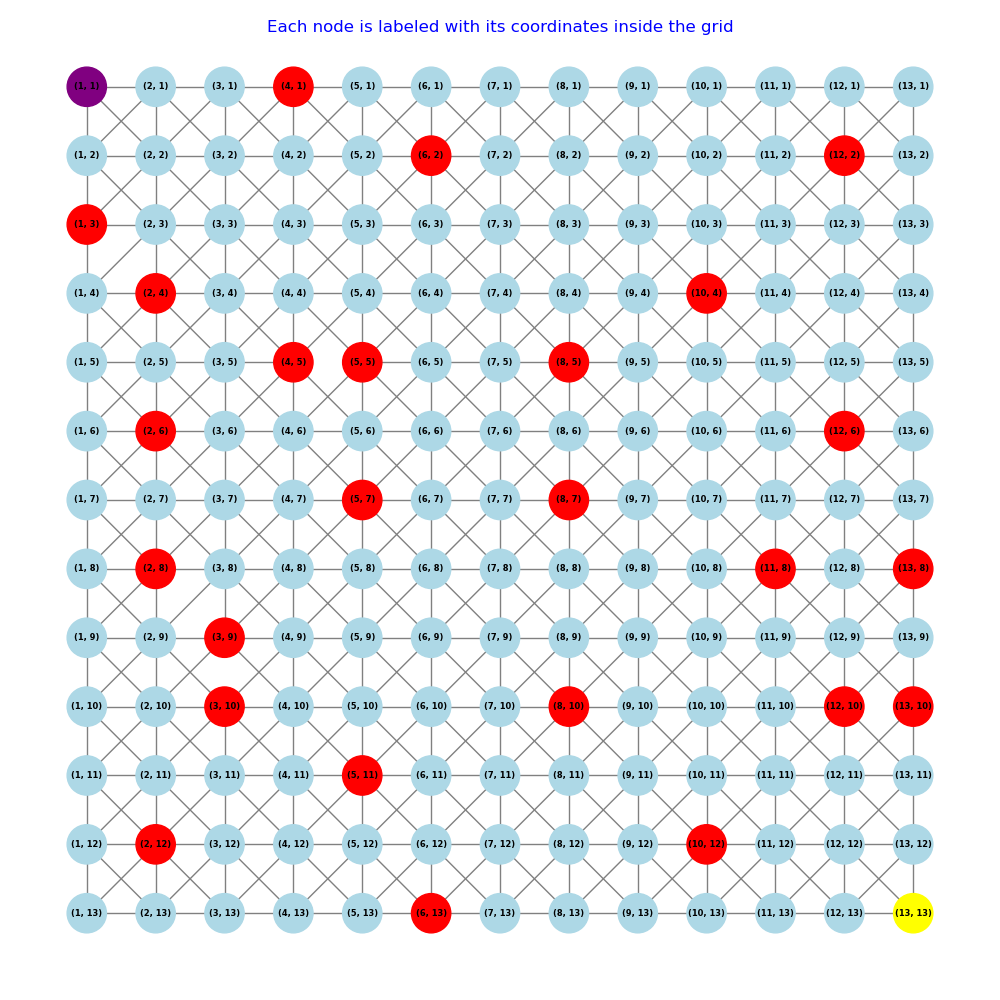 Each node is labeled with its coordinates inside the grid
(1, 1) (2, 1) (3, 1) (4, 1) (5, 1) (6, 1) (7, 1) (8, 1) (9, 1) (10, 1) (11, 1) (12, 1) (13, 1)
(1, 2) (2, 2) (3, 2) (4, 2) (5, 2) (6, 2) (7, 2) (8, 2) (9, 2) (10, 2) (11, 2) (12, 2) (13, 2)
(1, 3) (2, 3) (3, 3) (4, 3) (5, 3) (6, 3) (7, 3) (8, 3) (9, 3) (10, 3) (11, 3) (12, 3) (13, 3)
(1, 4) (2, 4) (3, 4) (4, 4) (5, 4) (6, 4) (7, 4) (8, 4) (9, 4) (10, 4) (11, 4) (12, 4) (13, 4)
(1, 5) (2, 5) (3, 5) (4, 5) (5, 5) (6, 5) (7, 5) (8, 5) (9, 5) (10, 5) (11, 5) (12, 5) (13, 5)
(1, 6) (2, 6) (3, 6) (4, 6) (5, 6) (6, 6) (7, 6) (8, 6) (9, 6) (10, 6) (11, 6) (12, 6) (13, 6)
(1, 7) (2, 7) (3, 7) (4, 7) (5, 7) (6, 7) (7, 7) (8, 7) (9, 7) (10, 7) (11, 7) (12, 7) (13, 7)
(1, 8) (2, 8) (3, 8) (4, 8) (5, 8) (6, 8) (7, 8) (8, 8) (9, 8) (10, 8) (11, 8) (12, 8) (13, 8)
(1, 9) (2, 9) (3, 9) (4, 9) (5, 9) (6, 9) (7, 9) (8, 9) (9, 9) (10, 9) (11, 9) (12, 9) (13, 9)
(1, 10) (2, 10) (3, 10) (4, 10) (5, 10) (6, 10) (7, 10) (8, 10) (9, 10) (10, 10) (11, 10) (12, 10) (13, 10)
(1, 11) (2, 11) (3, 11) (4, 11) (5, 11) (6, 11) (7, 11) (8, 11) (9, 11) (10, 11) (11, 11) (12, 11) (13, 11)
(1, 12) (2, 12) (3, 12) (4, 12) (5, 12) (6, 12) (7, 12) (8, 12) (9, 12) (10, 12) (11, 12) (12, 12) (13, 12)
(1, 13) (2, 13) (3, 13) (4, 13) (5, 13) (6, 13) (7, 13) (8, 13) (9, 13) (10, 13) (11, 13) (12, 13) (13, 13)